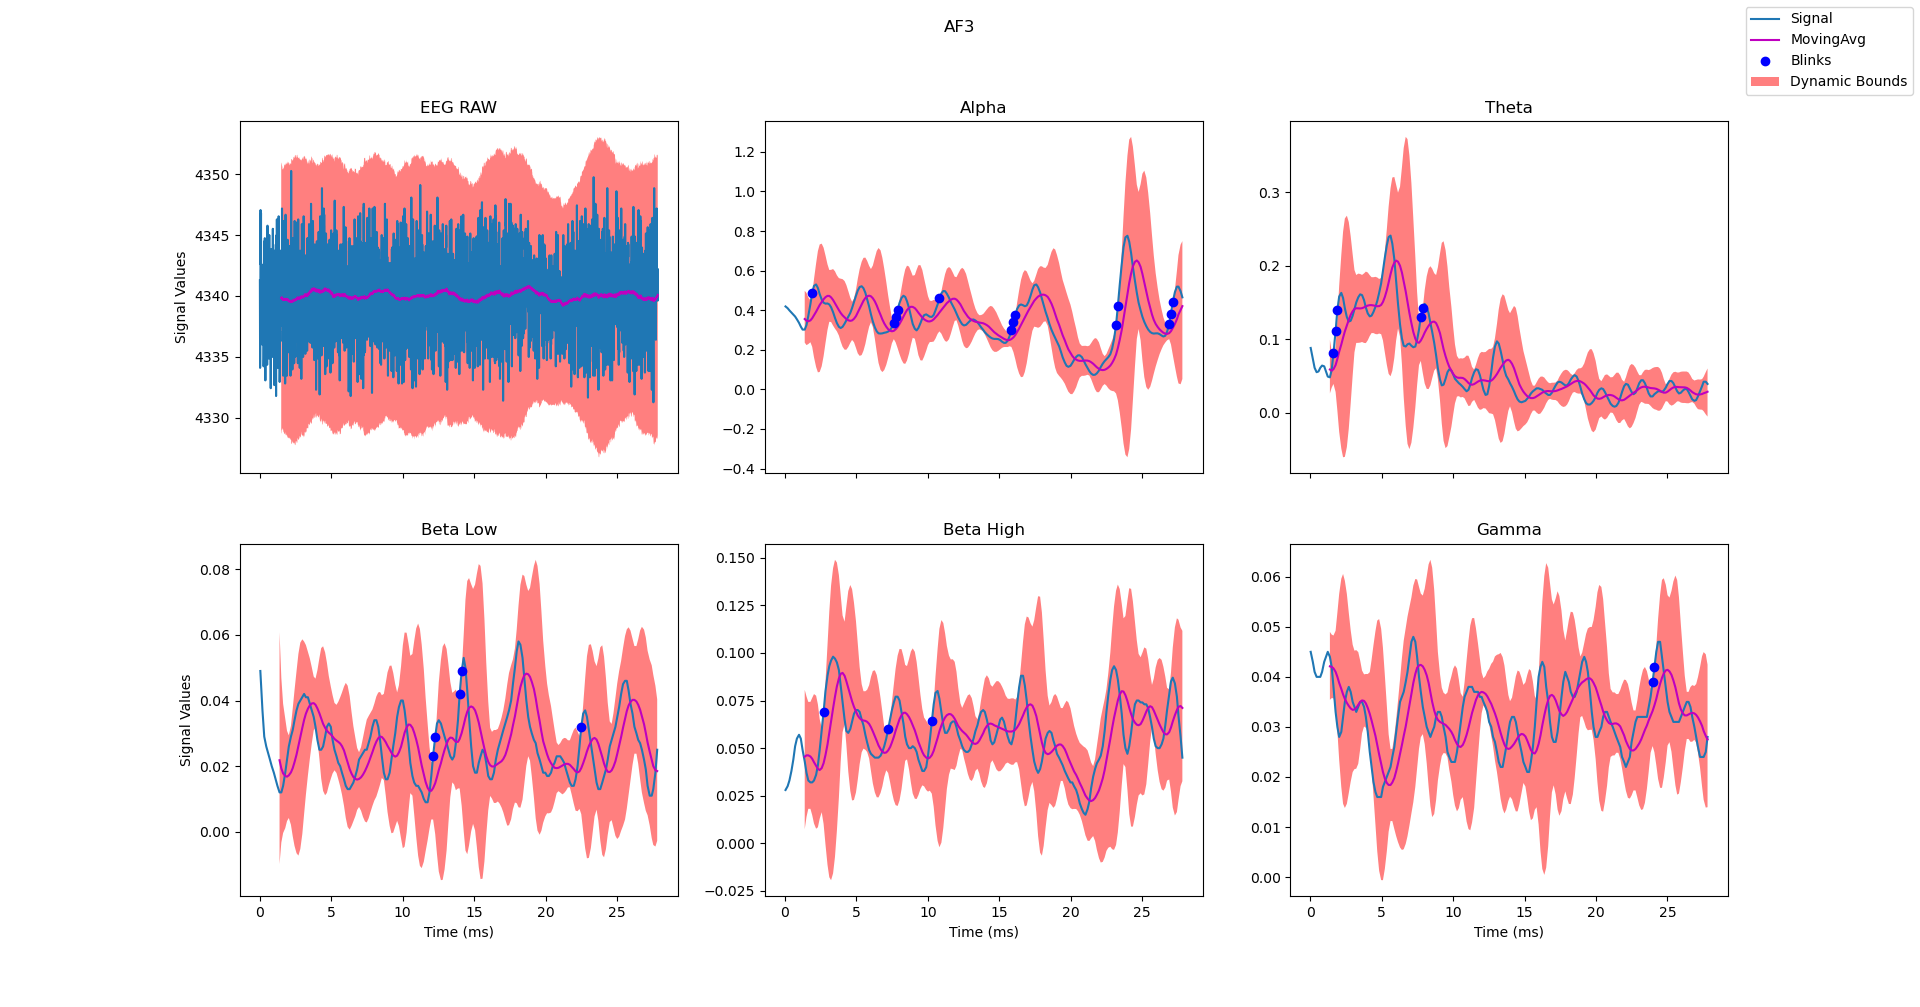 AF3
Signal
MovingAvg
Blinks
Dynamic Bounds
EEG RAW
Signal Values
4350
4345
4340
4335
4330
Alpha
1.2
1.0
0.8
0.6
0.4
0.2
0.0
−0.2
−0.4
Theta
0.3
0.2
0.1
0.0
Beta Low
Signal Values
0.08
0.06
0.04
0.02
0.00
0 5 10 15 20 25
Time (ms)
Beta High
0.150
0.125
0.100
0.075
0.050
0.025
0.000
−0.025
0 5 10 15 20 25
Time (ms)
Gamma
0.06
0.05
0.04
0.03
0.02
0.01
0.00
0 5 10 15 20 25
Time (ms)